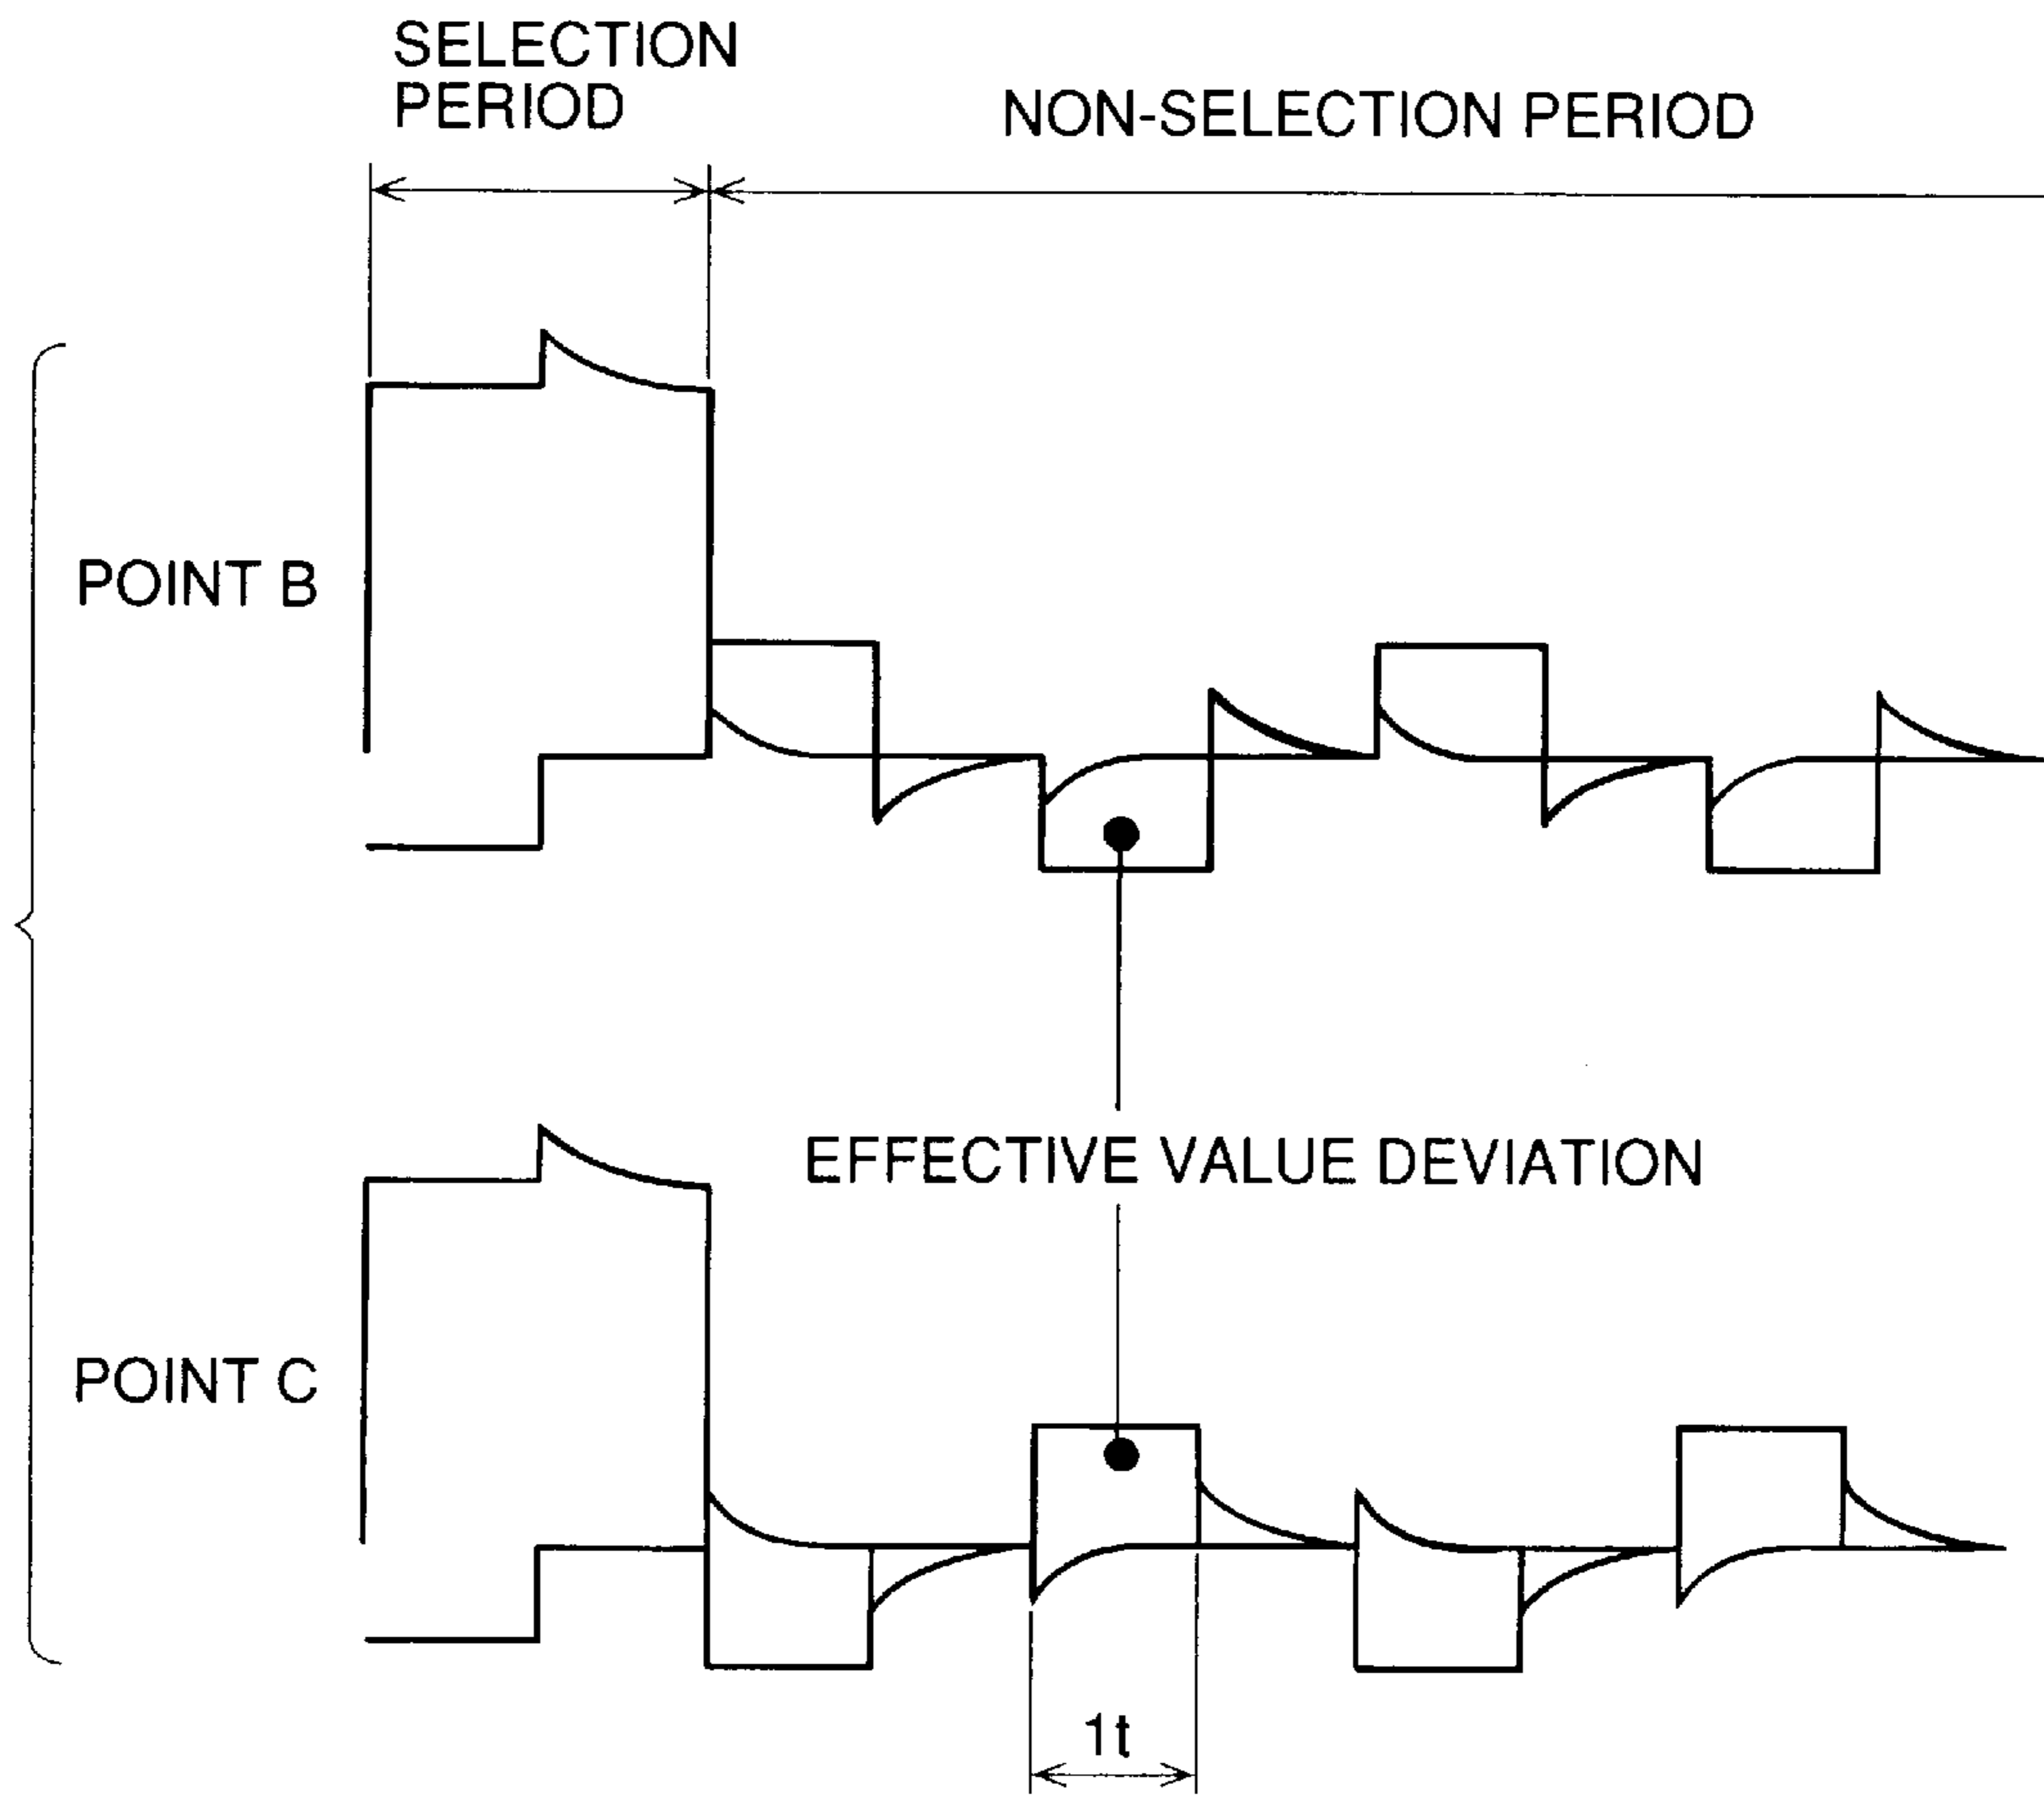 SELECTION
PERIOD
NON-SELECTION PERIOD
POINT B
EFFECTIVE VALUE DEVIATION
POINT C
1t